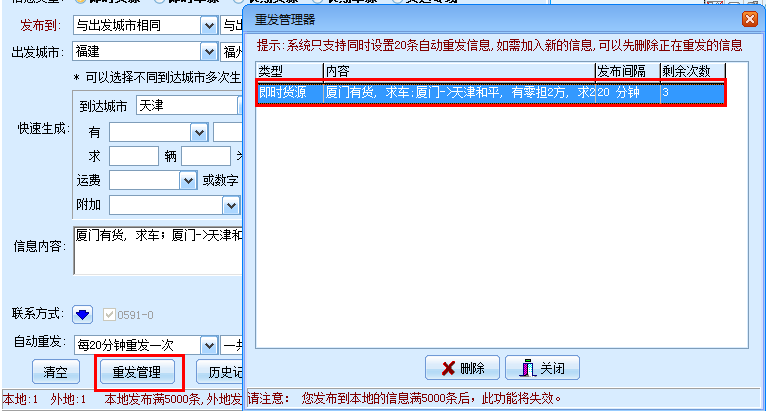 发布到: 与出发城市相同
出发城市: 福建
* 可以选择不同到达城市多次生
到达城市 天津
快速生成: 有
求 辆
运费 或数字
附加
信息内容: 厦门有货, 求车; 厦门->天津和
联系方式: 0591-0
自动重发: 每20分钟重发一次 一共
清空 重发管理 历史记
本地:1 外地:1 本地发布满5000条,外地发
重发管理器
提示:系统只支持同时设置20条自动重发信息,如需加入新的信息,可以先删除正在重发的信息
类型 内容 发布间隔 剩余次数
即时货源 厦门有货, 求车;厦门->天津和平, 有零担2方, 求2 20 分钟 3
删除 关闭
请注意: 您发布到本地的信息满5000条后, 此功能将失效。